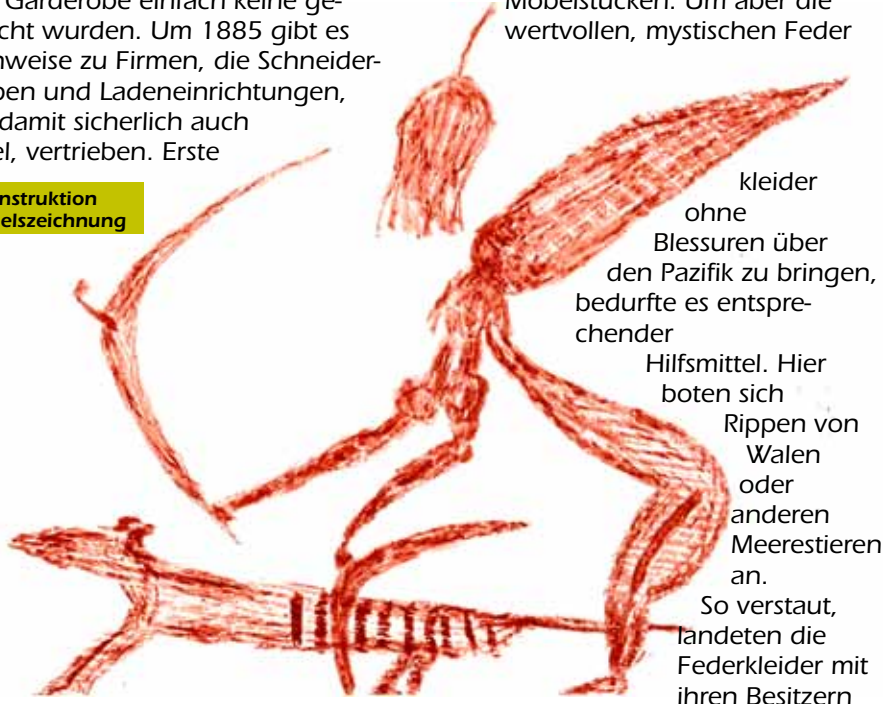 Garderobe einfach keine ge-
cht wurden. Um 1885 gibt es
nweise zu Firmen, die Schneider-
pen und Ladeneinrichtungen,
damit sicherlich auch
el, vertrieben. Erste
nstruktion
elszeichnung
Möbelstücken. Um aber die
wertvollen, mystischen Feder
kleider
ohne
Blessuren über
den Pazifik zu bringen,
bedurfte es entspre-
chender
Hilfsmittel. Hier
boten sich
Rippen von
Walen
oder
anderen
Meerestieren
an.
So verstaut,
landeten die
Federkleider mit
ihren Besitzern